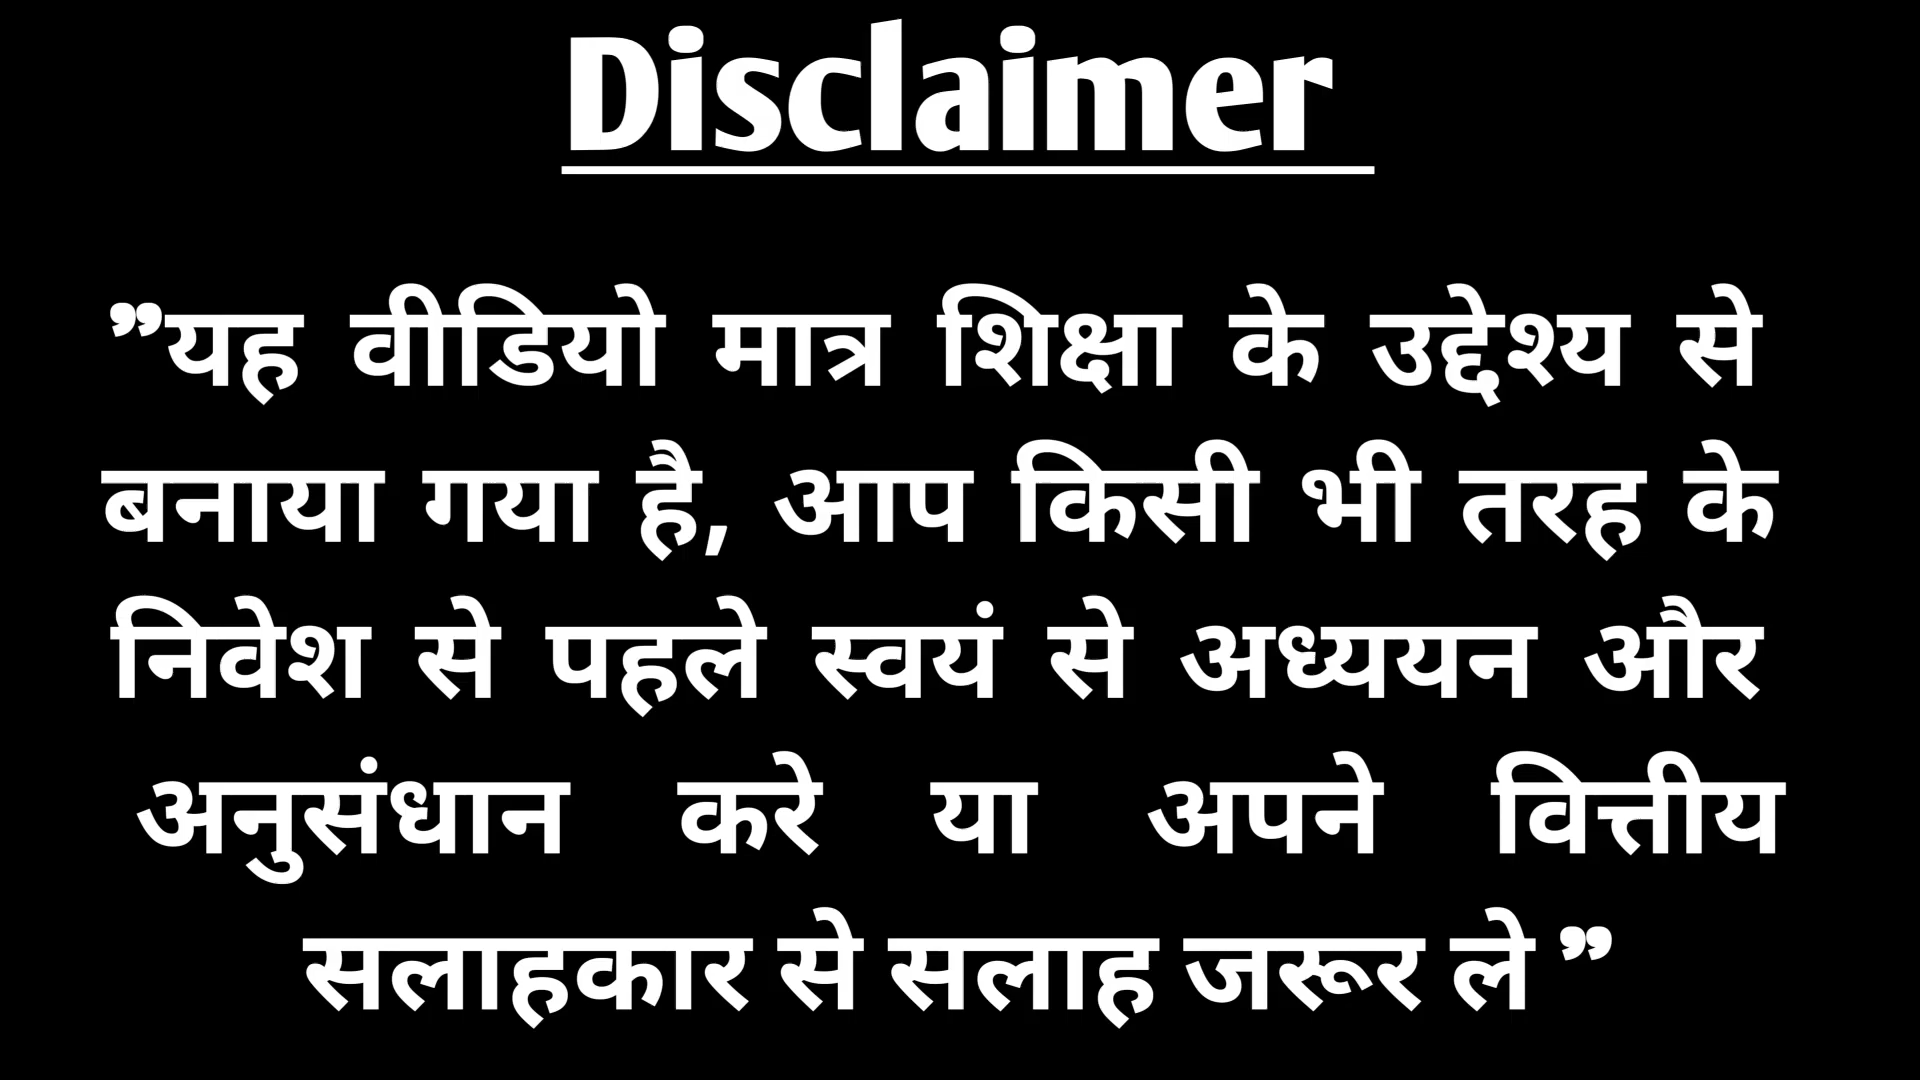 Disclaimer
”यह वीडियो मात्र शिक्षा के उद्देश्य से
बनाया गया है, आप किसी भी तरह के
निवेश से पहले स्वयं से अध्ययन और
अनुसंधान करे या अपने वित्तीय
सलाहकार से सलाह जरूर ले ”